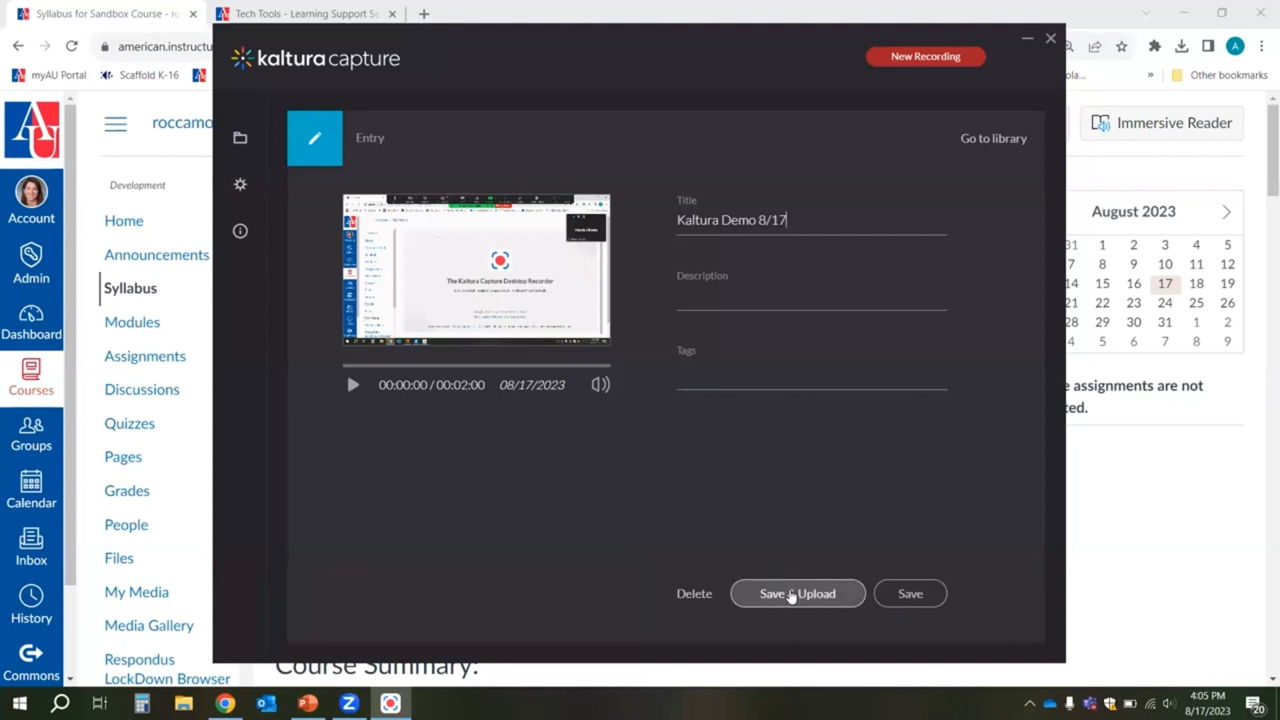 Syllabus for Sandbox Course - roc
Tech Tools - Learning Support Se
american.instructu
myAU Portal
Scaffold K-16
ola...
»
Other bookmarks
A
kaltura capture
New Recording
Entry
Go to library
Title
Kaltura Demo 8/17
Description
Tags
The Kaltura Capture Desktop Recorder
00:00:00 / 00:02:00
08/17/2023
Delete
Save & Upload
Save
Account
Admin
Dashboard
Courses
Groups
Calendar
Inbox
History
Commons
roccamo
Development
Home
Announcements
Syllabus
Modules
Assignments
Discussions
Quizzes
Pages
Grades
People
Files
My Media
Media Gallery
Respondus
LockDown Browser
Immersive Reader
August 2023
31 1 2 3 4 5
7 8 9 10 11 12
14 15 16 17 18 19
21 22 23 24 25 26
28 29 30 31 1 2
4 5 6 7 8 9
e assignments are not
ted.
Course Summary:
4:05 PM
8/17/2023
20